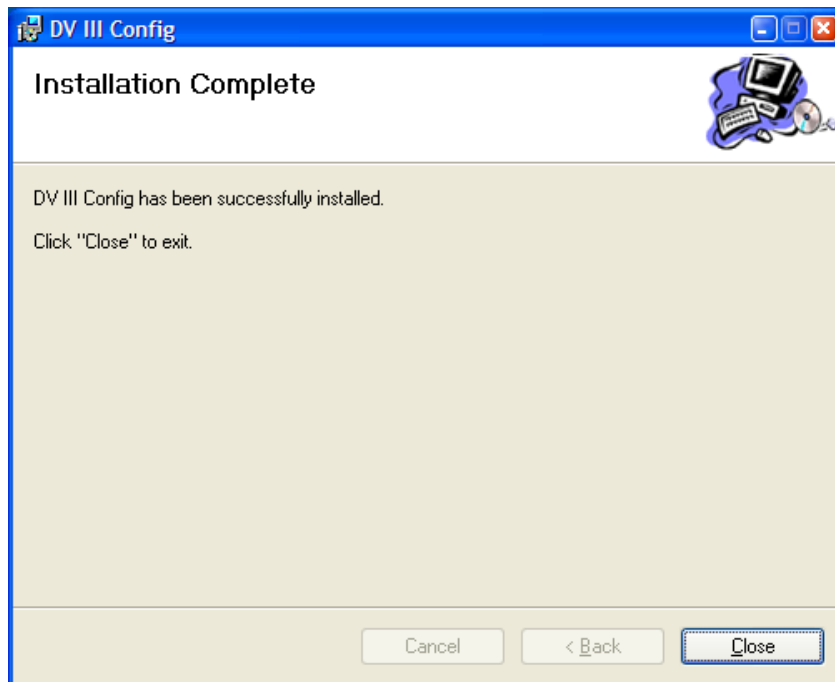 DV III Config
Installation Complete
DV III Config has been successfully installed.
Click "Close" to exit.
Cancel
< Back
Close